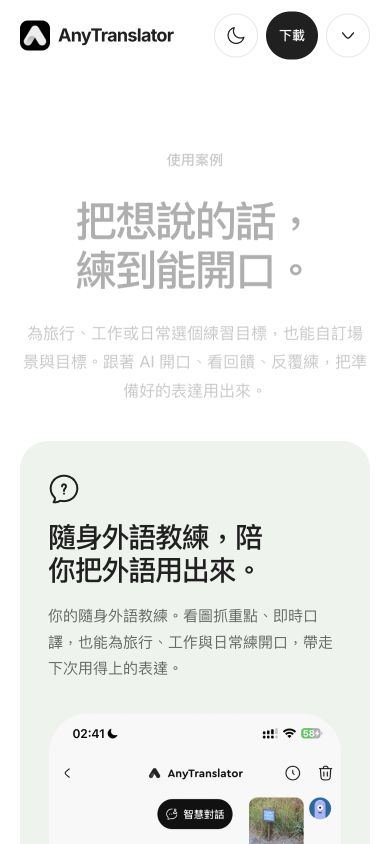 AnyTranslator
下載
使用案例
把想說的話，
練到能開口。
為旅行、工作或日常選個練習目標，也能自訂場
景與目標。跟著 AI 開口、看回饋、反覆練，把準
備好的表達用出來。
隨身外語教練，陪
你把外語用出來。
你的隨身外語教練。看圖抓重點、即時口
譯，也能為旅行、工作與日常練開口，帶走
下次用得上的表達。
02:41
58
AnyTranslator
智慧對話